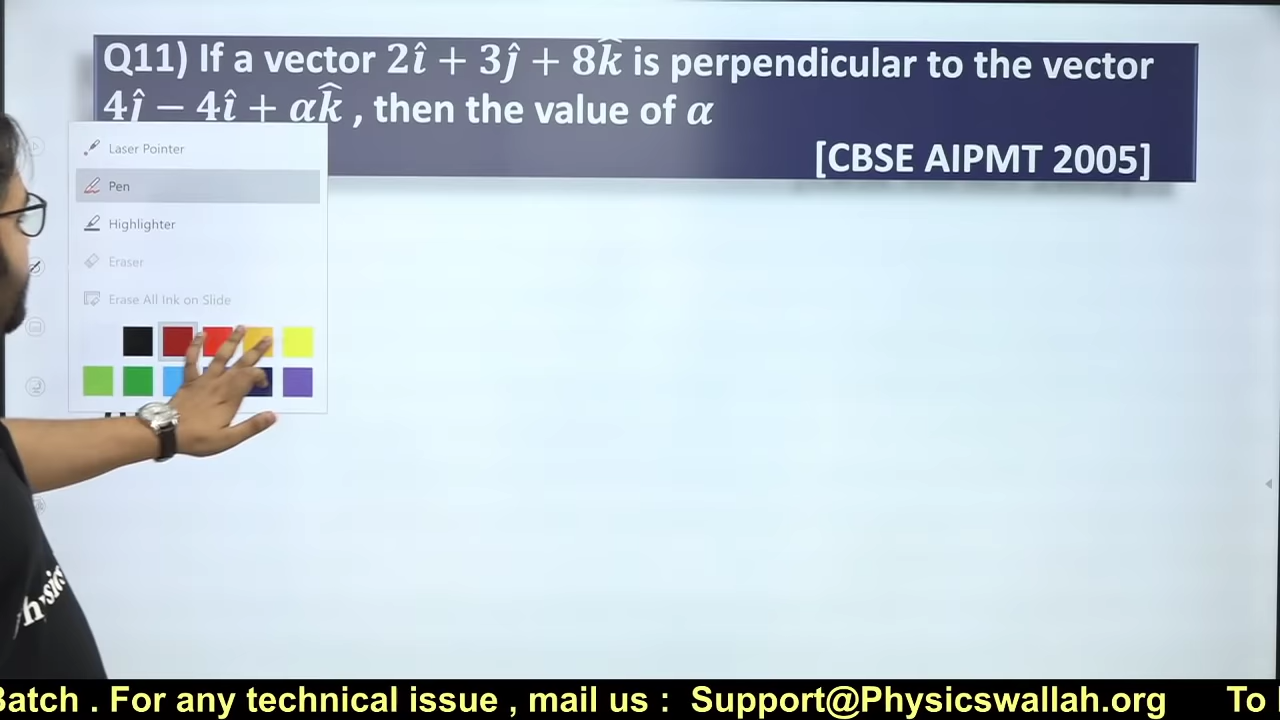 Q11) If a vector 2î + 3ĵ + 8k̂ is perpendicular to the vector
4ĵ − 4î + αk̂ , then the value of α
[CBSE AIPMT 2005]
Laser Pointer
Pen
Highlighter
Eraser
Erase All Ink on Slide
Batch . For any technical issue , mail us : Support@Physicswallah.org To